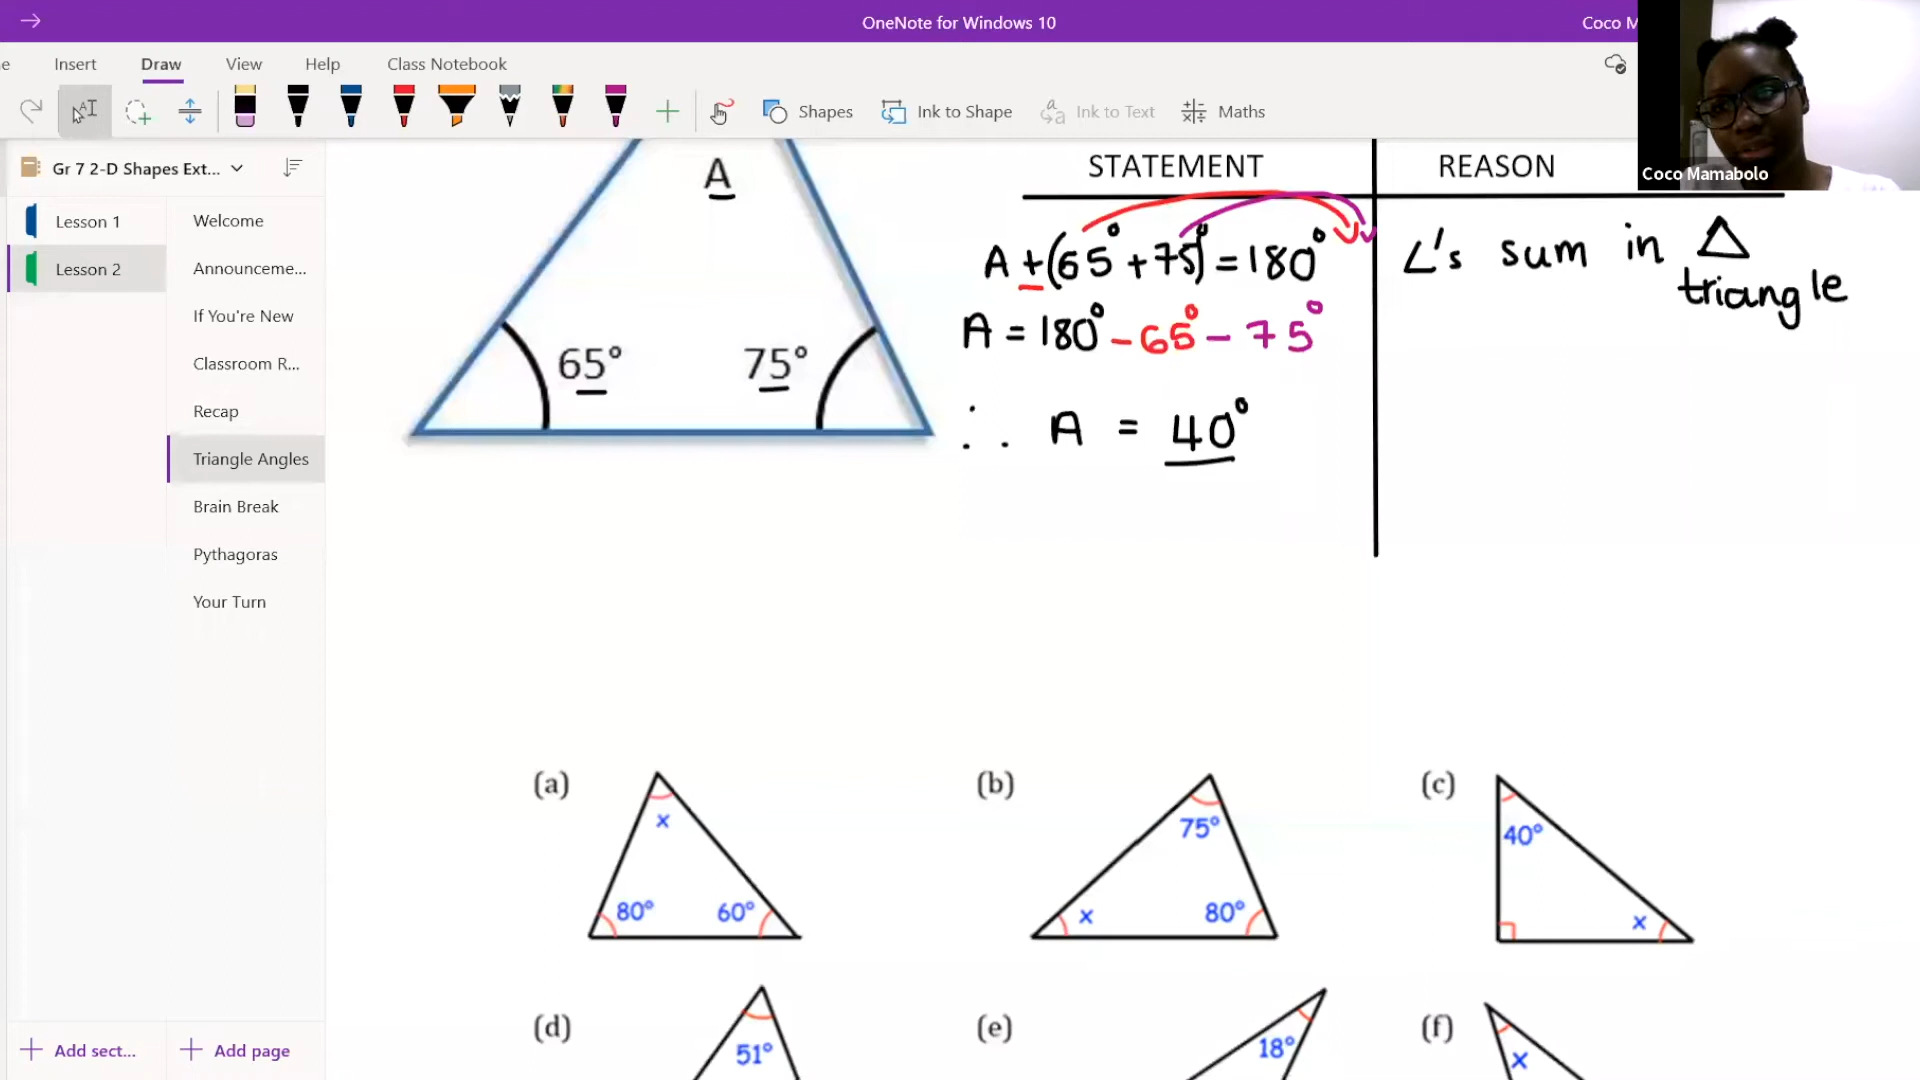 OneNote for Windows 10
Coco M
Insert
Draw
View
Help
Class Notebook
Shapes
Ink to Shape
Ink to Text
Maths
Coco Mamabolo
Gr 7 2-D Shapes Ext...
Lesson 1
Lesson 2
Welcome
Announceme...
If You're New
Classroom R...
Recap
Triangle Angles
Brain Break
Pythagoras
Your Turn
Add sect...
Add page
A
65°
75°
STATEMENT
REASON
A + (65° + 75°) = 180°
∠'s sum in △
triangle
A = 180° - 65° - 75°
∴ A = 40°
(a)
x
80°
60°
(b)
75°
x
80°
(c)
40°
x
(d)
51°
(e)
18°
(f)
x